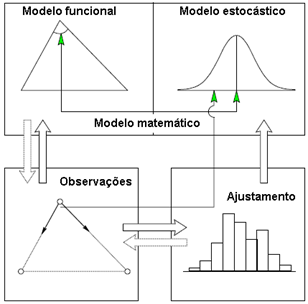 Modelo funcional
Modelo estocástico
Modelo matemático
Observações
Ajustamento